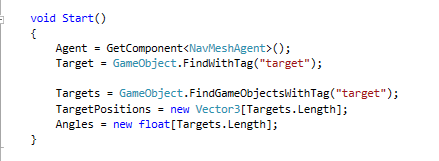 void Start()
{
Agent = GetComponent<NavMeshAgent>();
Target = GameObject.FindWithTag("target");
Targets = GameObject.FindGameObjectsWithTag("target");
TargetPositions = new Vector3[Targets.Length];
Angles = new float[Targets.Length];
}